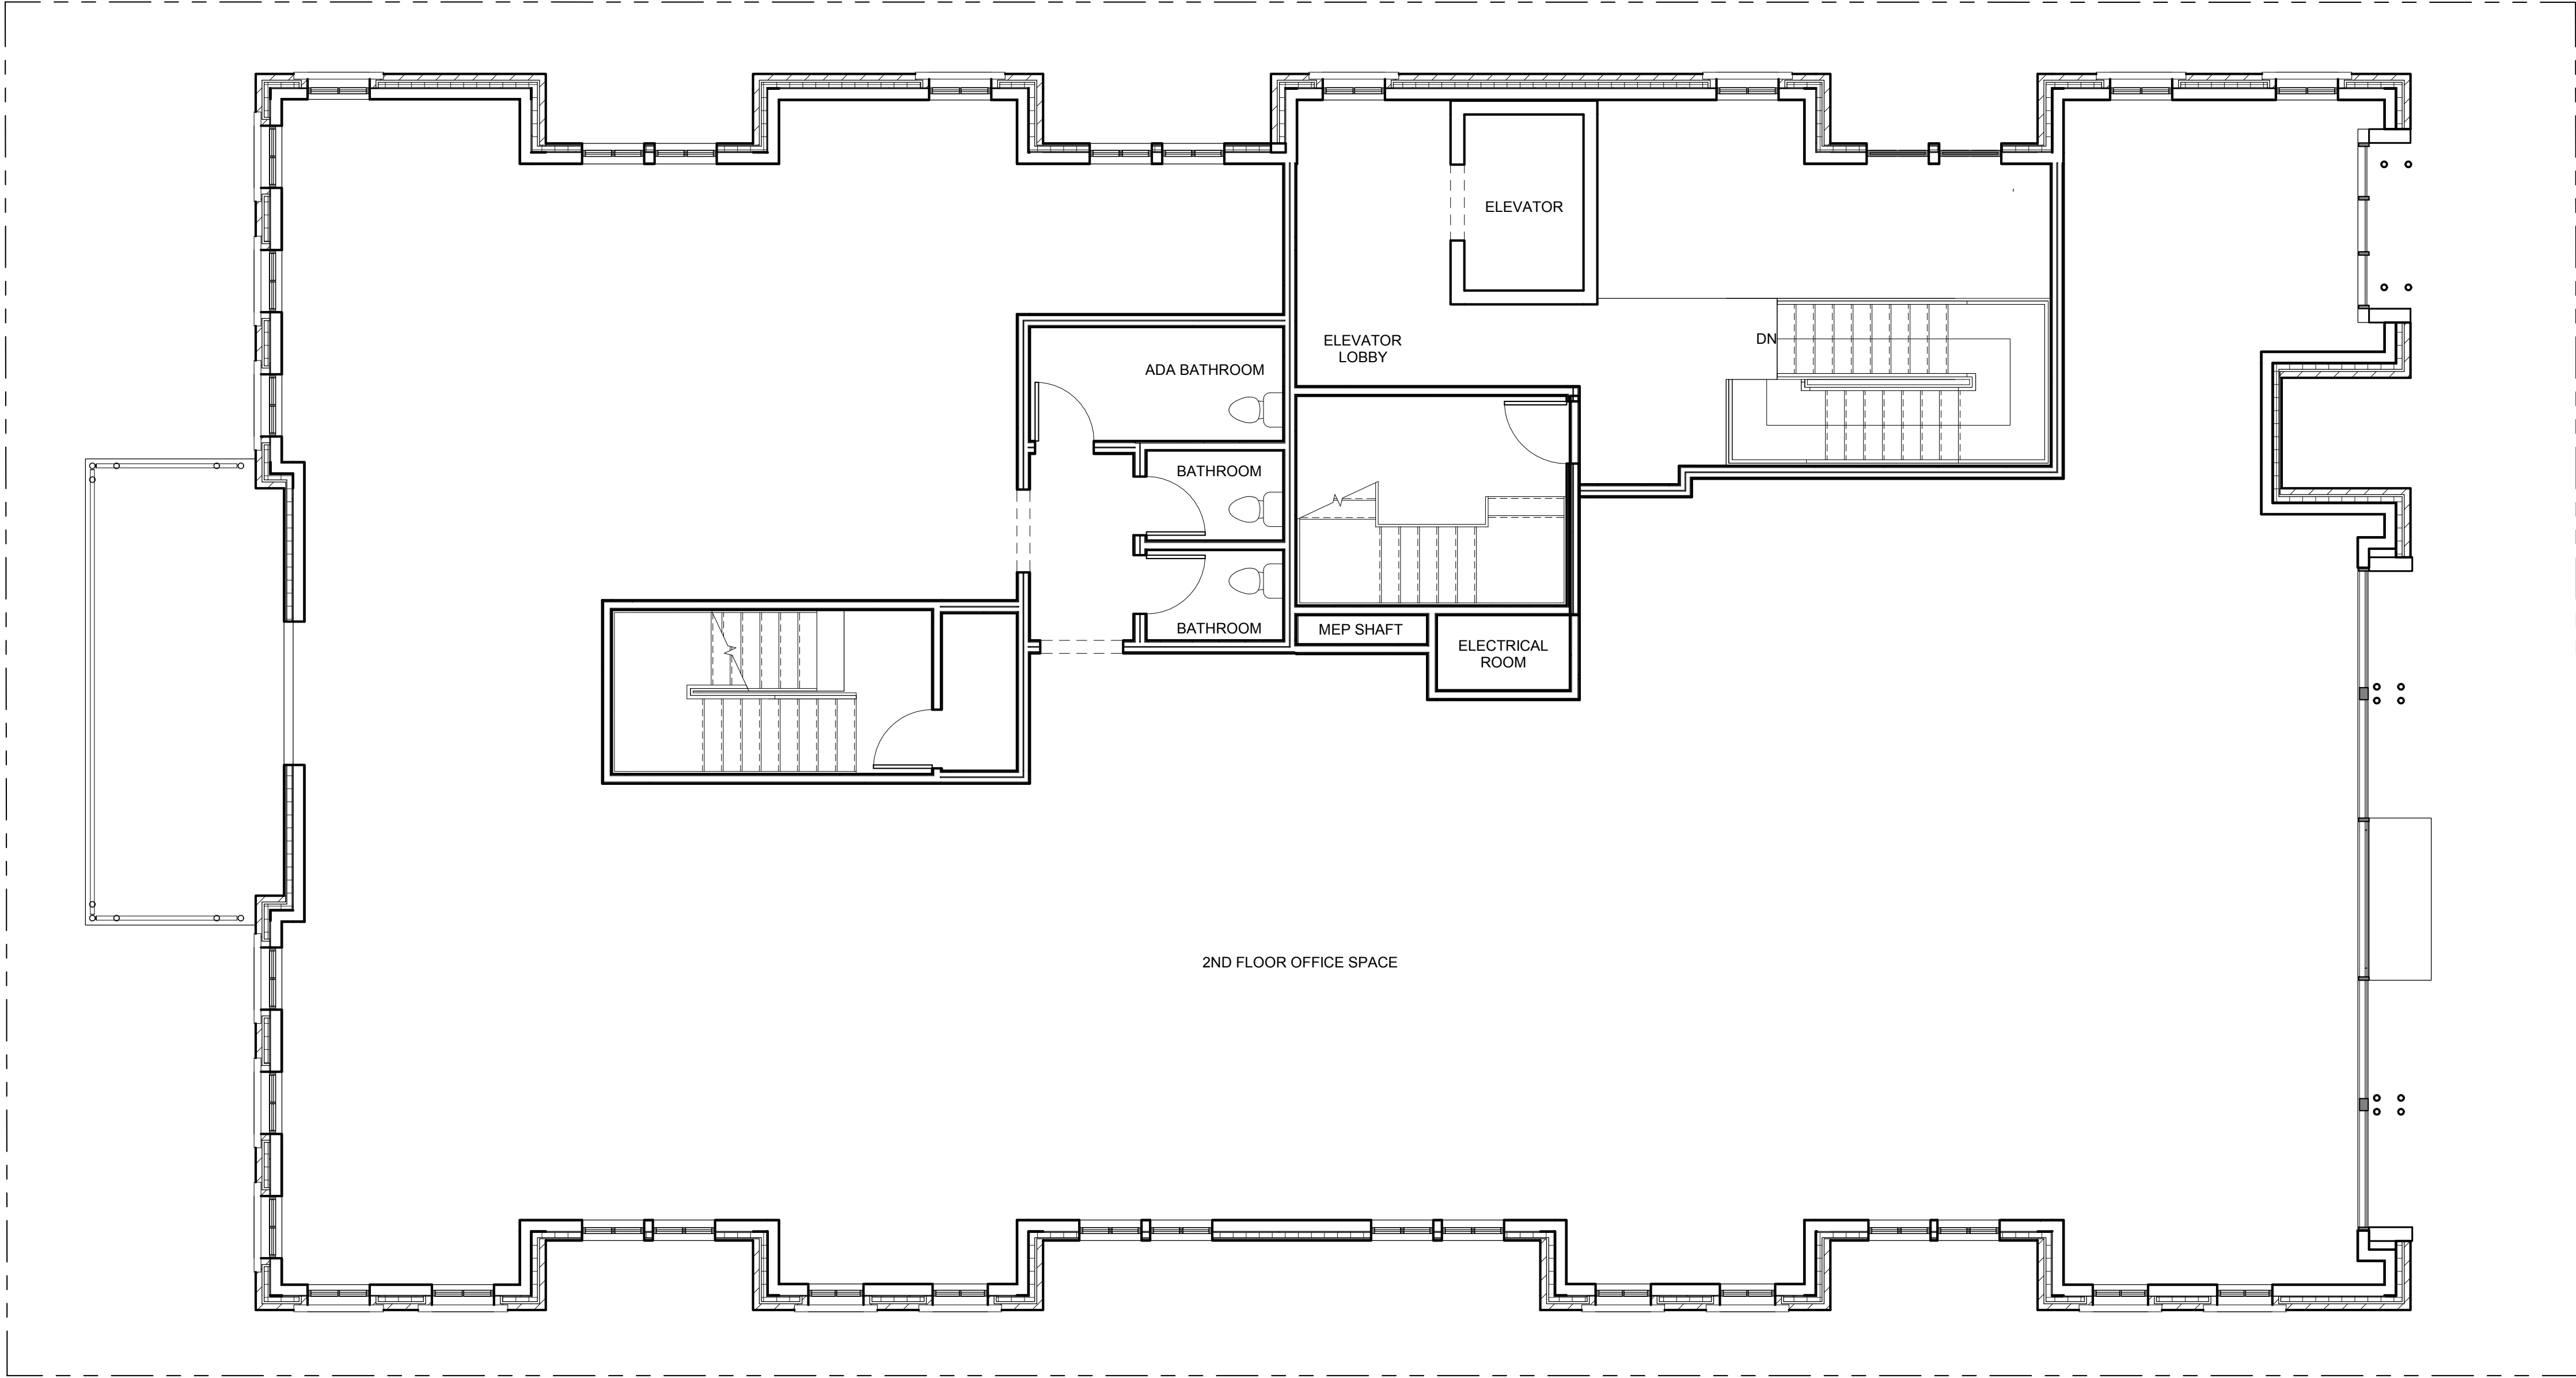 ELEVATOR
ELEVATOR
LOBBY
DN
ADA BATHROOM
BATHROOM
BATHROOM
MEP SHAFT
ELECTRICAL
ROOM
2ND FLOOR OFFICE SPACE